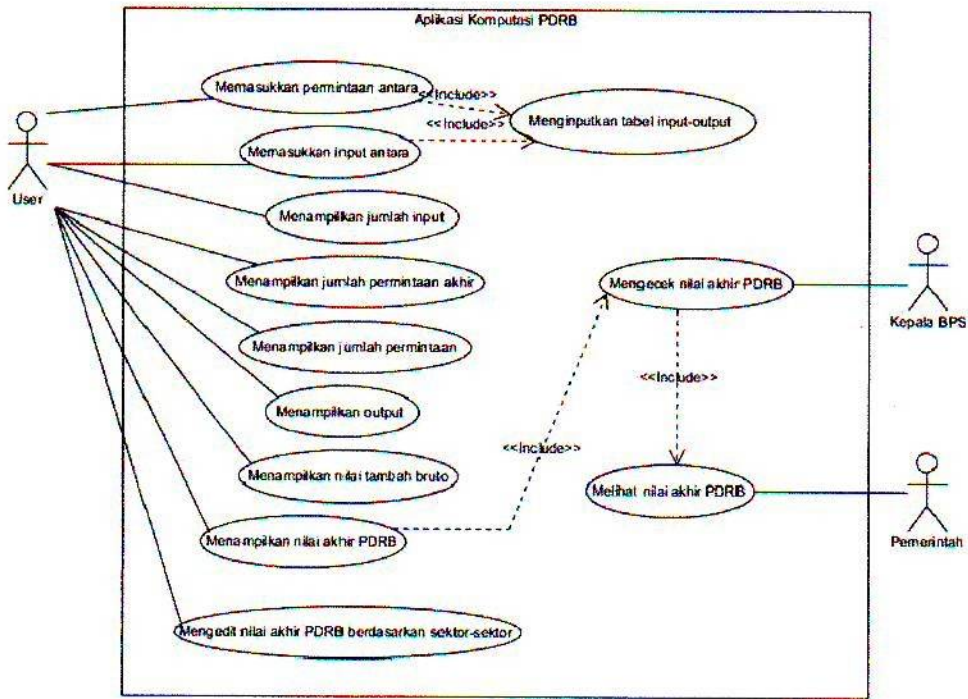 Aplikasi Komputasi PDRB
Memasukkan permintaan antara
<<Include>>
Menginputkan tabel input-output
<<Include>>
Memasukkan input antara
User
Menampilkan jumlah input
Menampilkan jumlah permintaan akhir
Mengecek nilai akhir PDRB
Kepala BPS
Menampilkan jumlah permintaan
<<Include>>
Menampilkan output
<<Include>>
Menampilkan nilai tambah bruto
Melihat nilai akhir PDRB
Menampilkan nilai akhir PDRB
Pemerintah
Mengedit nilai akhir PDRB berdasarkan sektor-sektor